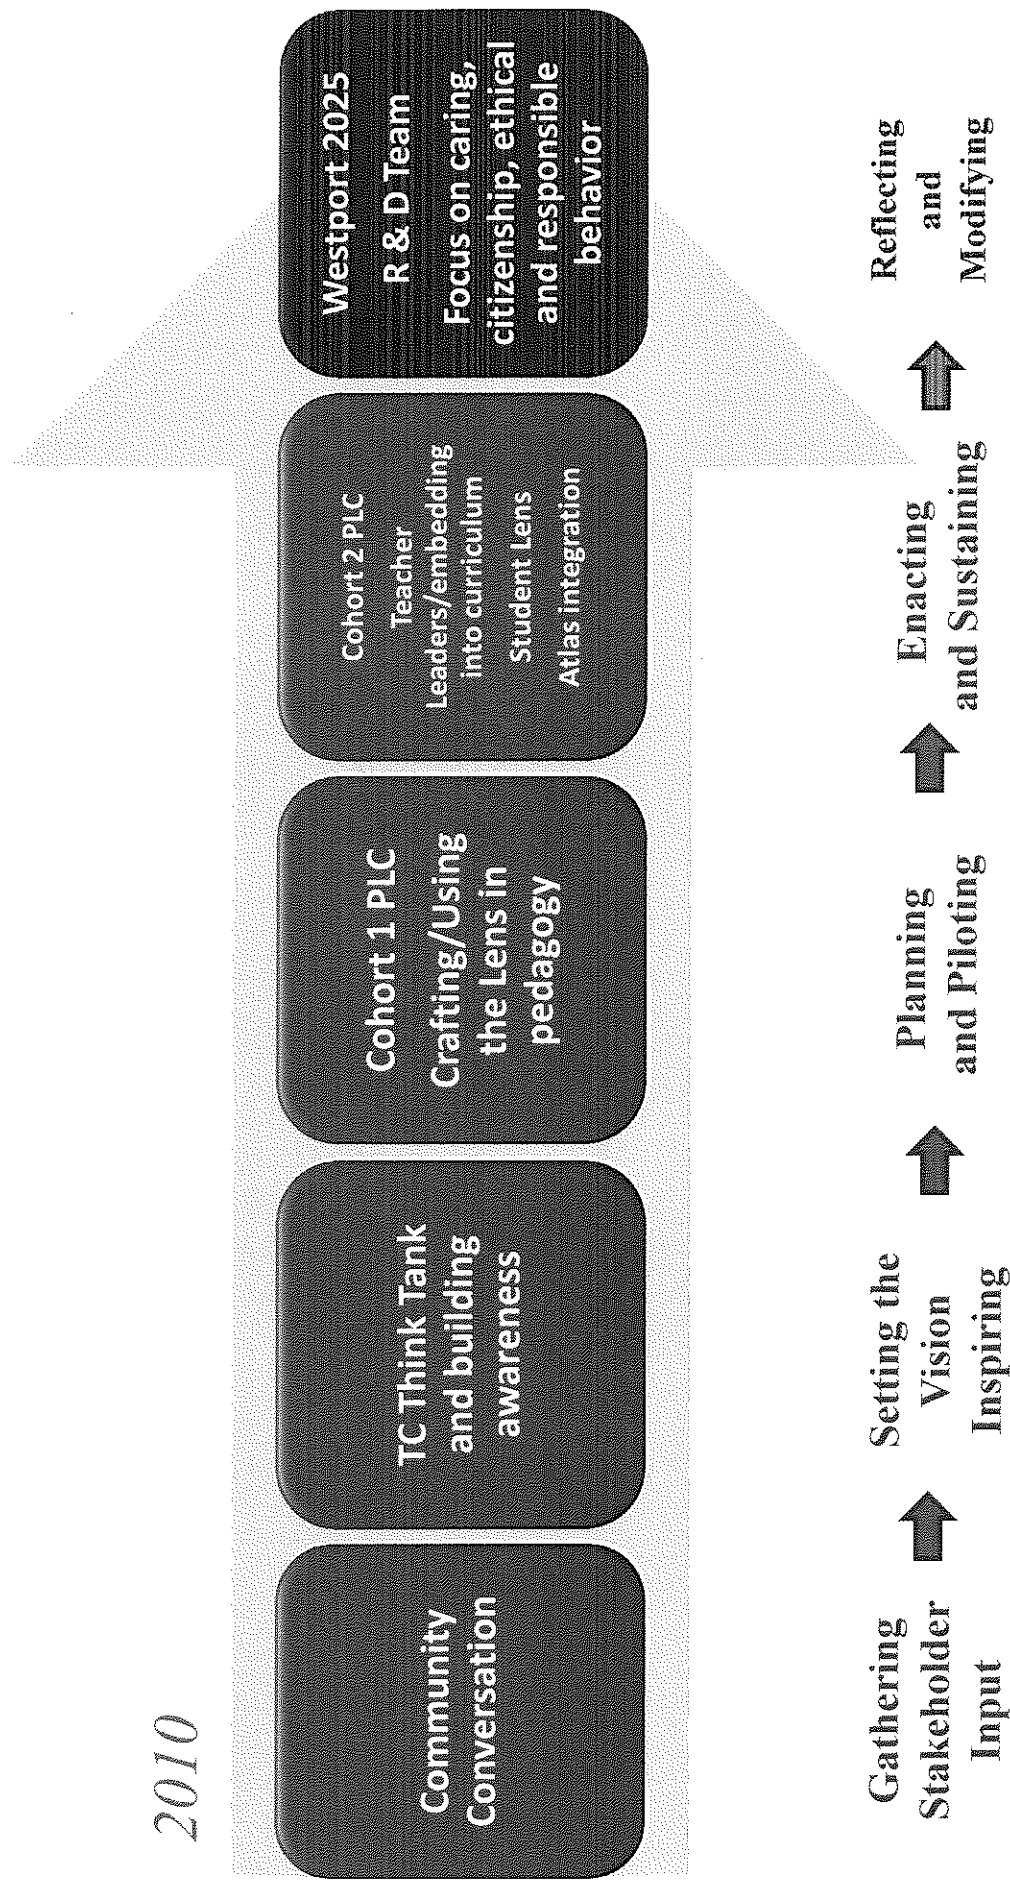 2010
Community
Conversation
TC Think Tank
and building
awareness
Cohort 1 PLC
Crafting/Using
the Lens in
pedagogy
Cohort 2 PLC
Teacher
Leaders/embedding
into curriculum
Student Lens
Atlas integration
Westport 2025
R & D Team
Focus on caring,
citizenship, ethical
and responsible
behavior
Gathering
Stakeholder
Input
Setting the
Vision
Inspiring
Planning
and Piloting
Enacting
and Sustaining
Reflecting
and
Modifying